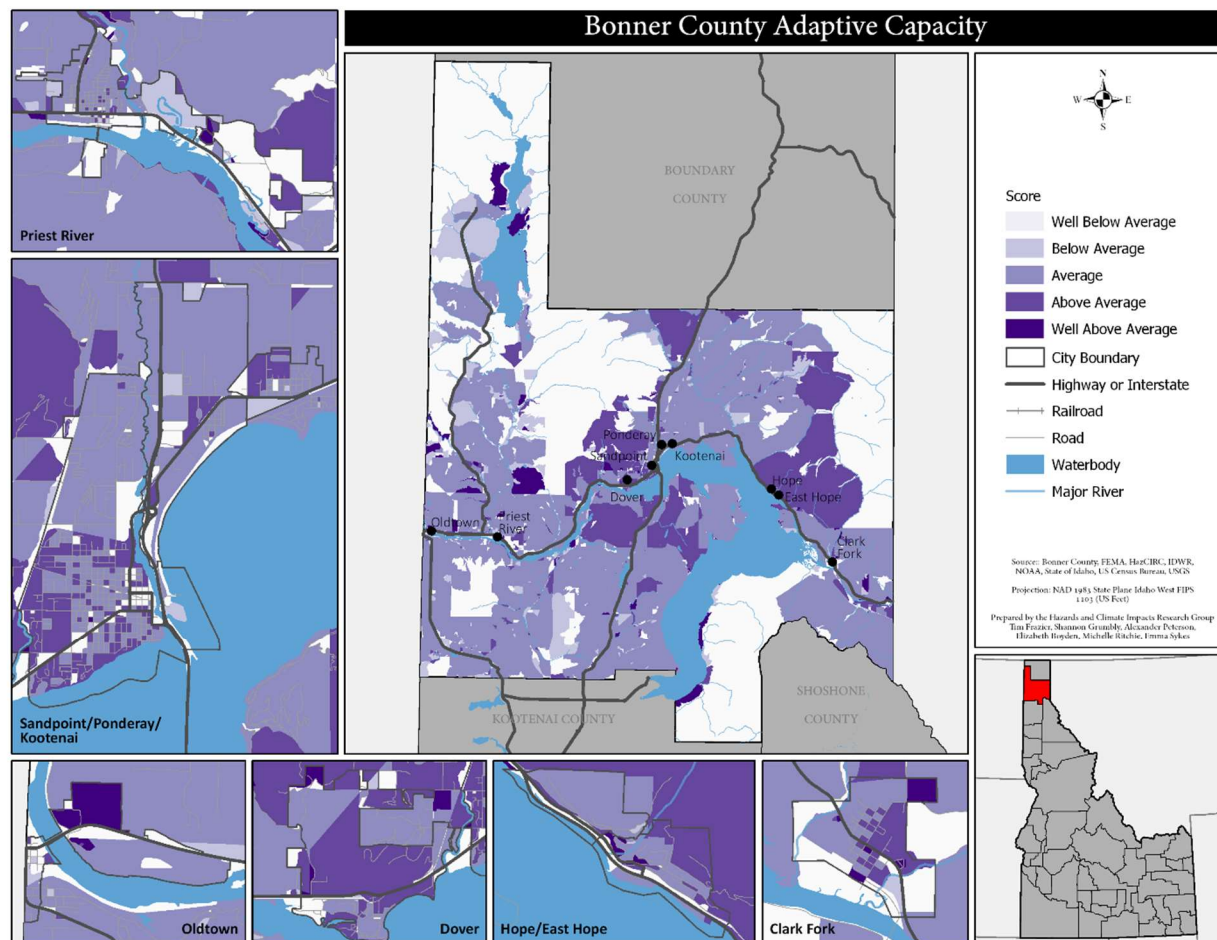 Bonner County Adaptive Capacity
Priest River
Sandpoint/Ponderay/
Kootenai
Oldtown
Dover
Hope/East Hope
Clark Fork
BOUNDARY
COUNTY
Ponderay
Kootenai
Sandpoint
Dover
Hope
East Hope
Oldtown
Priest
River
Clark
Fork
KOOTENAI COUNTY
SHOSHONE
COUNTY
N
W E
S
Score
Well Below Average
Below Average
Average
Above Average
Well Above Average
City Boundary
Highway or Interstate
Railroad
Road
Waterbody
Major River
Source: Bonner County, FEMA, HazCIRC, IDWR,
NOAA, State of Idaho, US Census Bureau, USGS
Projection: NAD 1983 State Plane Idaho West FIPS
1103 (US Feet)
Prepared by the Hazards and Climate Impacts Research Group
Tim Frazier, Shannon Grumbly, Alexander Peterson,
Elizabeth Boyden, Michelle Ritchie, Emma Sykes